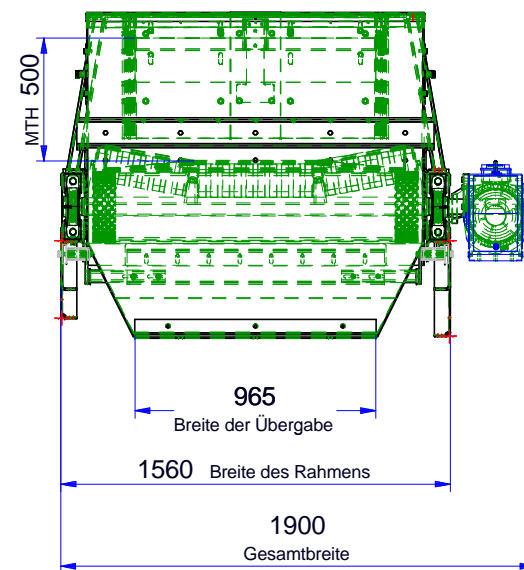 MTH 500
965
Breite der Übergabe
1560 Breite des Rahmens
1900
Gesamtbreite